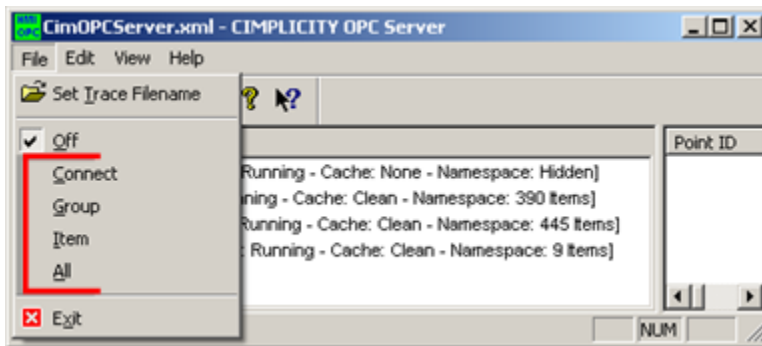 HMI
OPC
CimOPCServer.xml - CIMPLICITY OPC Server
File Edit View Help
Set Trace Filename
Off
Connect
Group
Item
All
Exit
Point ID
Running - Cache: None - Namespace: Hidden]
ning - Cache: Clean - Namespace: 390 Items]
Running - Cache: Clean - Namespace: 445 Items]
: Running - Cache: Clean - Namespace: 9 Items]
NUM